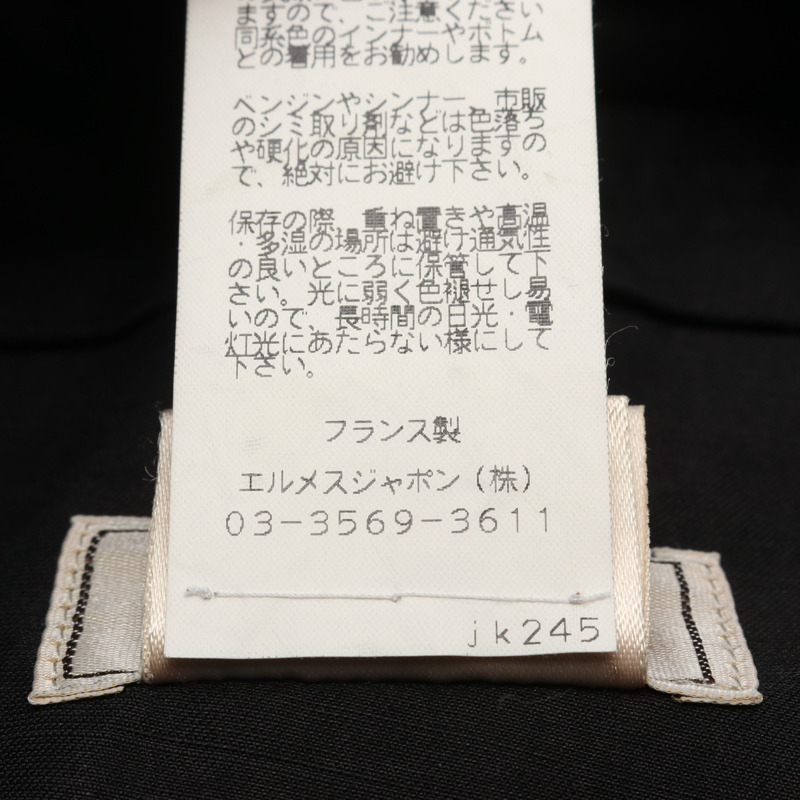 ますので、ご注意ください
同系色のインナーやボトム
との着用をお勧めします。
ベンジンやシンナー、市販
のシミ取り剤などは色落ち
や硬化の原因になりますの
で、絶対にお避け下さい。
保存の際、重ね置きや高温
・多湿の場所は避け通気性
の良いところに保管して下
さい。光に弱く色褪せし易
いので、長時間の日光・電
灯光にあたらない様にして
下さい。
フランス製
エルメスジャポン(株)
03-3569-3611
jk245